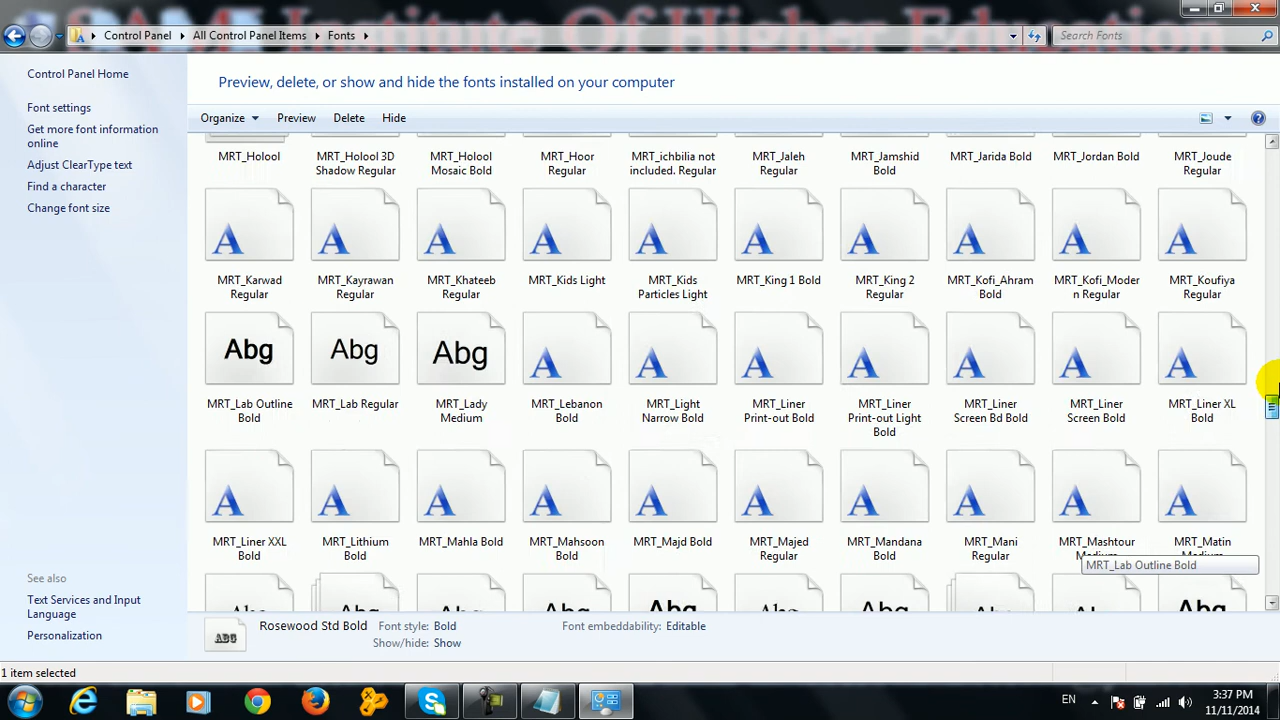 SAM Institute Of Higher Education
Control Panel All Control Panel Items Fonts
Search Fonts
Control Panel Home
Font settings
Get more font information
online
Adjust ClearType text
Find a character
Change font size
See also
Text Services and Input
Language
Personalization
Preview, delete, or show and hide the fonts installed on your computer
Organize Preview Delete Hide
MRT_Holool
MRT_Holool 3D
Shadow Regular
MRT_Holool
Mosaic Bold
MRT_Hoor
Regular
MRT_ichbilia not
included. Regular
MRT_Jaleh
Regular
MRT_Jamshid
Bold
MRT_Jarida Bold
MRT_Jordan Bold
MRT_Joude
Regular
MRT_Karwad
Regular
MRT_Kayrawan
Regular
MRT_Khateeb
Regular
MRT_Kids Light
MRT_Kids
Particles Light
MRT_King 1 Bold
MRT_King 2
Regular
MRT_Kofi_Ahram
Bold
MRT_Kofi_Moder
n Regular
MRT_Koufiya
Regular
Abg
Abg
Abg
MRT_Lab Outline
Bold
MRT_Lab Regular
MRT_Lady
Medium
MRT_Lebanon
Bold
MRT_Light
Narrow Bold
MRT_Liner
Print-out Bold
MRT_Liner
Print-out Light
Bold
MRT_Liner
Screen Bd Bold
MRT_Liner
Screen Bold
MRT_Liner XL
Bold
MRT_Liner XXL
Bold
MRT_Lithium
Bold
MRT_Mahla Bold
MRT_Mahsoon
Bold
MRT_Majd Bold
MRT_Majed
Regular
MRT_Mandana
Bold
MRT_Mani
Regular
MRT_Mashtour
Medium
MRT_Matin
Medium
MRT_Lab Outline Bold
ABG
Rosewood Std Bold Font style: Bold Font embeddability: Editable
Show/hide: Show
1 item selected
EN
3:37 PM
11/11/2014